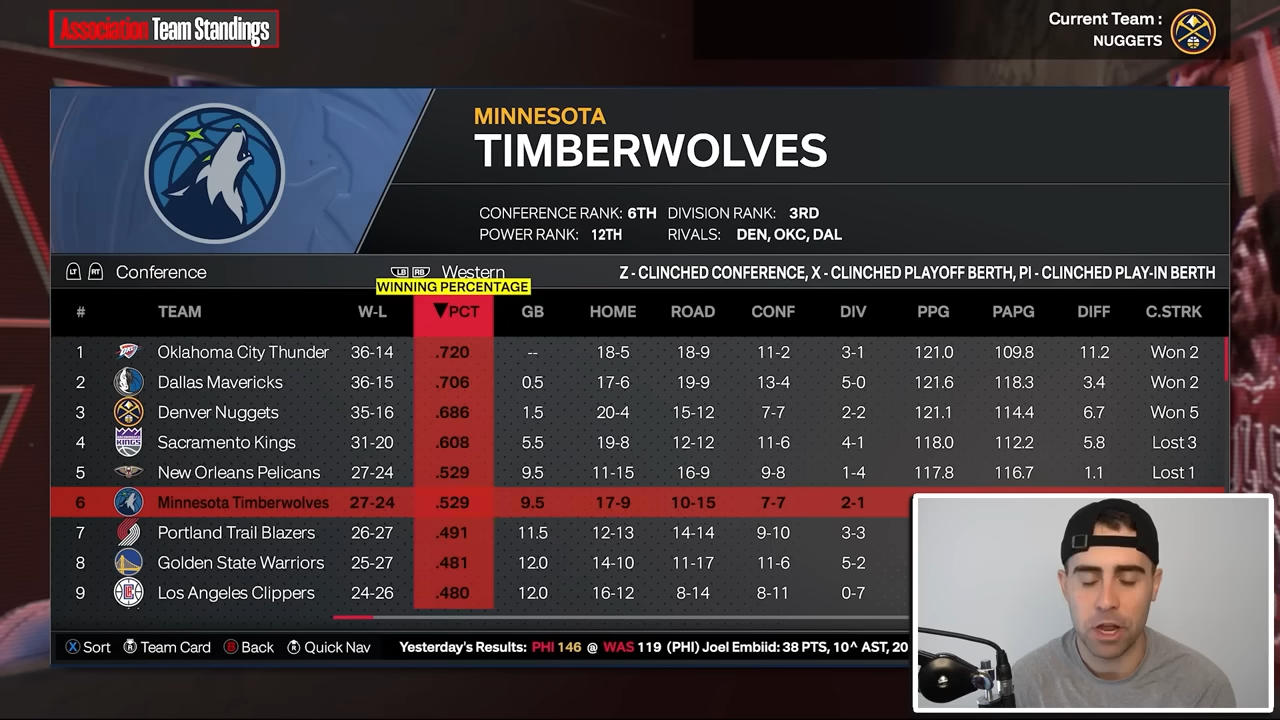 Association Team Standings
Current Team :
NUGGETS
MINNESOTA
TIMBERWOLVES
CONFERENCE RANK: 6TH DIVISION RANK: 3RD
POWER RANK: 12TH RIVALS: DEN, OKC, DAL
LT RT Conference LB RB Western Z - CLINCHED CONFERENCE, X - CLINCHED PLAYOFF BERTH, PI - CLINCHED PLAY-IN BERTH
WINNING PERCENTAGE
# TEAM W-L ▼PCT GB HOME ROAD CONF DIV PPG PAPG DIFF C.STRK
1 Oklahoma City Thunder 36-14 .720 -- 18-5 18-9 11-2 3-1 121.0 109.8 11.2 Won 2
2 Dallas Mavericks 36-15 .706 0.5 17-6 19-9 13-4 5-0 121.6 118.3 3.4 Won 2
3 Denver Nuggets 35-16 .686 1.5 20-4 15-12 7-7 2-2 121.1 114.4 6.7 Won 5
4 KINGS Sacramento Kings 31-20 .608 5.5 19-8 12-12 11-6 4-1 118.0 112.2 5.8 Lost 3
5 New Orleans Pelicans 27-24 .529 9.5 11-15 16-9 9-8 1-4 117.8 116.7 1.1 Lost 1
6 Minnesota Timberwolves 27-24 .529 9.5 17-9 10-15 7-7 2-1
7 Portland Trail Blazers 26-27 .491 11.5 12-13 14-14 9-10 3-3
8 Golden State Warriors 25-27 .481 12.0 14-10 11-17 11-6 5-2
9 Los Angeles Clippers 24-26 .480 12.0 16-12 8-14 8-11 0-7
X Sort R Team Card B Back R Quick Nav Yesterday's Results: PHI 146 @ WAS 119 (PHI) Joel Embiid: 38 PTS, 10^ AST, 20